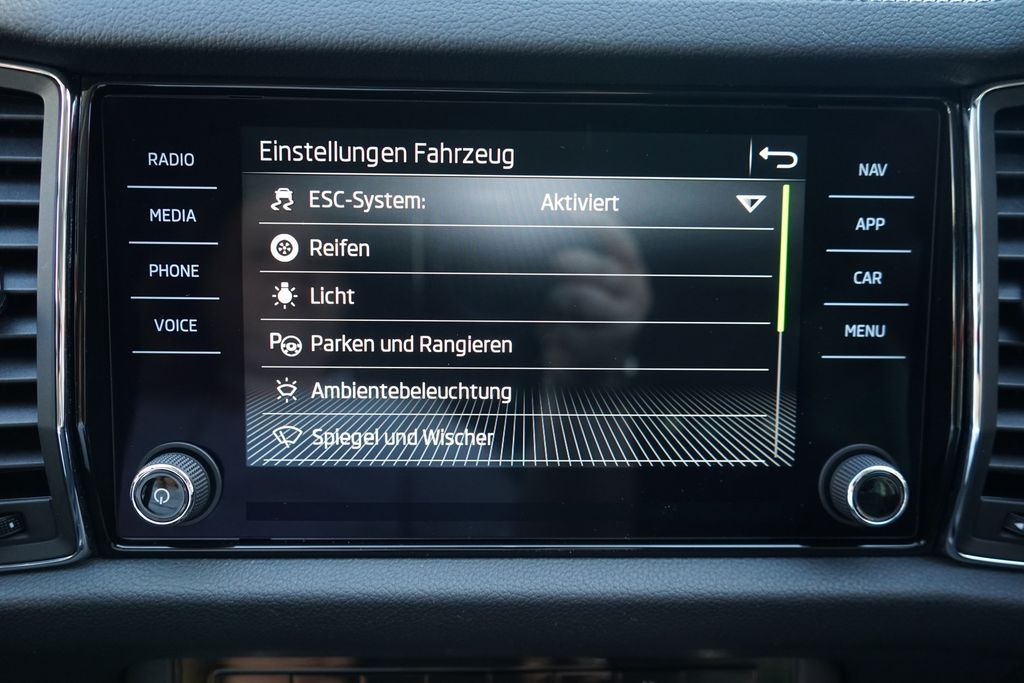 RADIO
MEDIA
PHONE
VOICE
Einstellungen Fahrzeug
ESC-System: Aktiviert
Reifen
Licht
P Parken und Rangieren
Ambientebeleuchtung
Spiegel und Wischer
NAV
APP
CAR
MENU